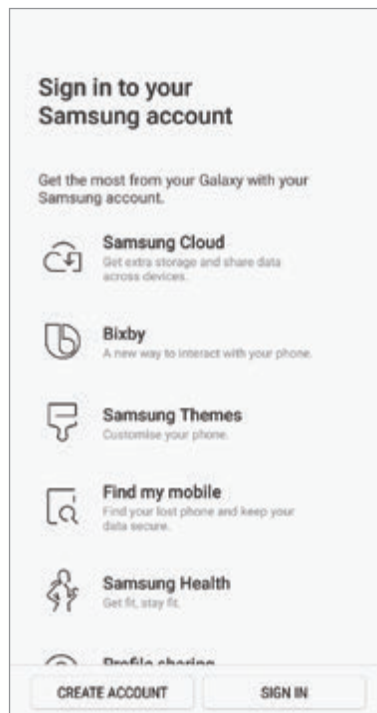 Sign in to your
Samsung account
Get the most from your Galaxy with your
Samsung account.
Samsung Cloud
Get extra storage and share data
across devices.
Bixby
A new way to interact with your phone.
Samsung Themes
Customise your phone.
Find my mobile
Find your lost phone and keep your
data secure.
Samsung Health
Get fit, stay fit.
Profile sharing
CREATE ACCOUNT SIGN IN